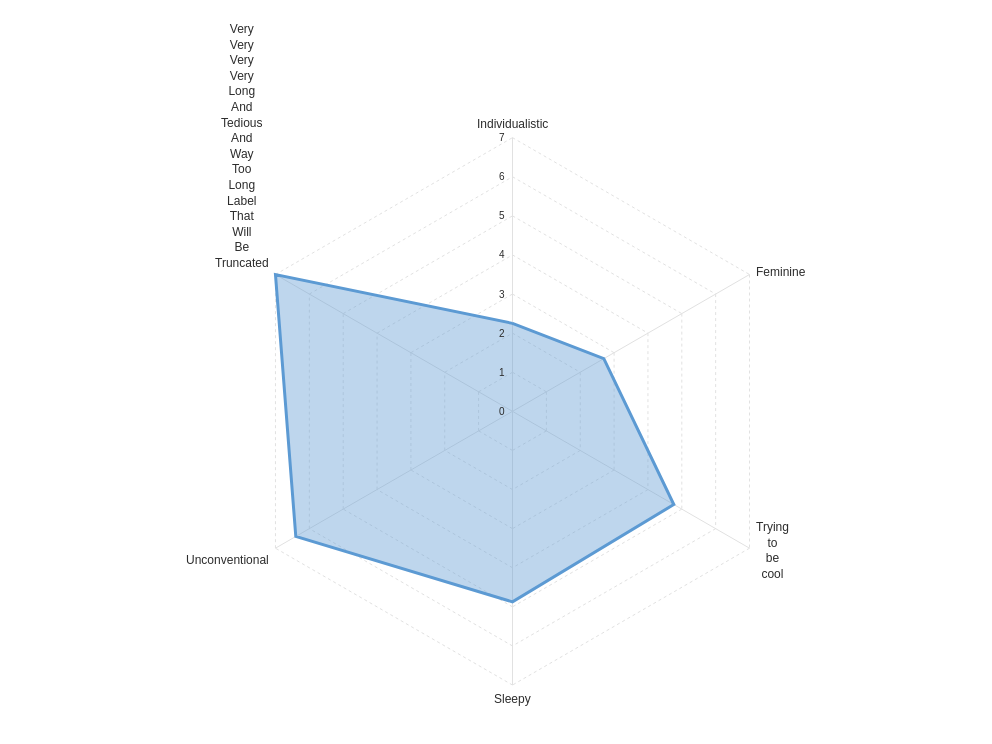 Very
Very
Very
Very
Long
And
Tedious
And
Way
Too
Long
Label
That
Will
Be
Truncated
Individualistic
7
6
5
4
3
2
1
0
Feminine
Trying
to
be
cool
Unconventional
Sleepy